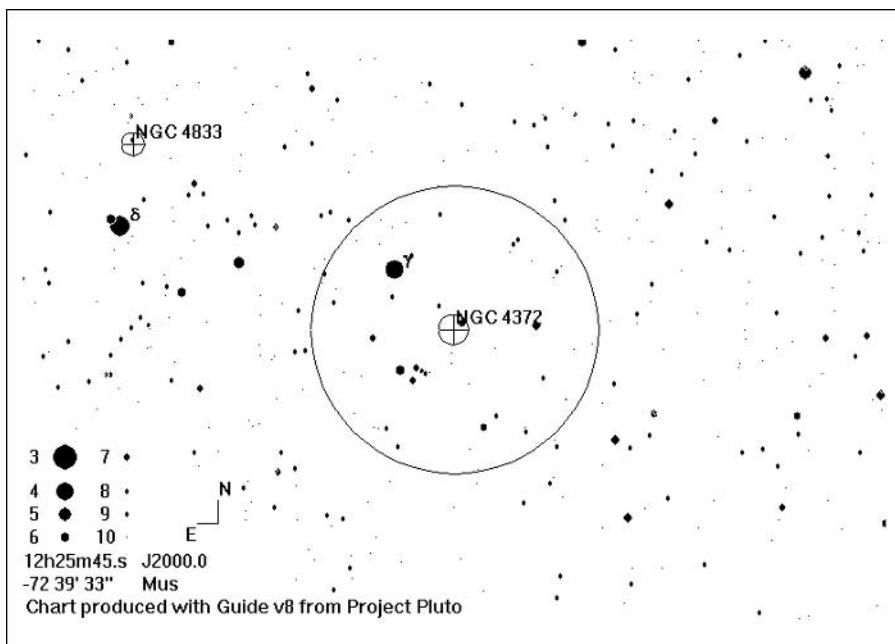 NGC 4833
δ
γ
NGC 4372
3 7
4 8
5 9
6 10
N
E
12h25m45.s J2000.0
-72 39' 33" Mus
Chart produced with Guide v8 from Project Pluto